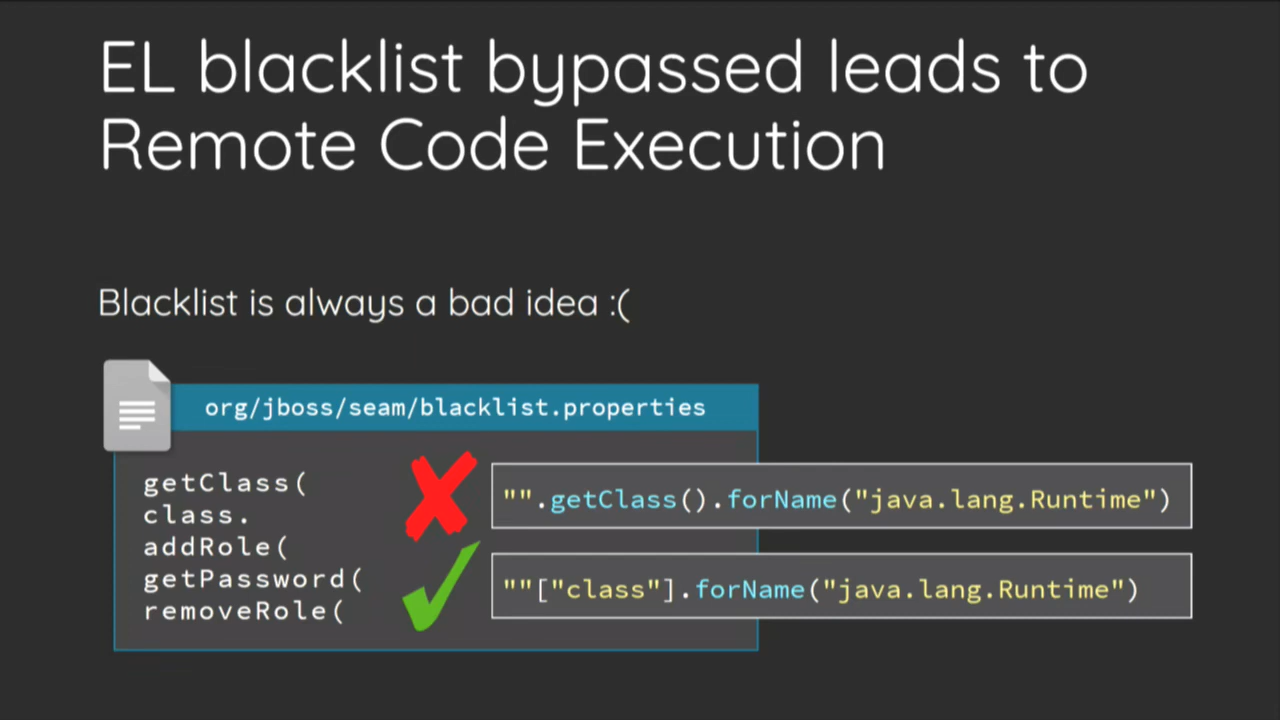 EL blacklist bypassed leads to
Remote Code Execution
Blacklist is always a bad idea :(
org/jboss/seam/blacklist.properties
getClass(
class.
addRole(
getPassword(
removeRole(
"".getClass().forName("java.lang.Runtime")
""["class"].forName("java.lang.Runtime")